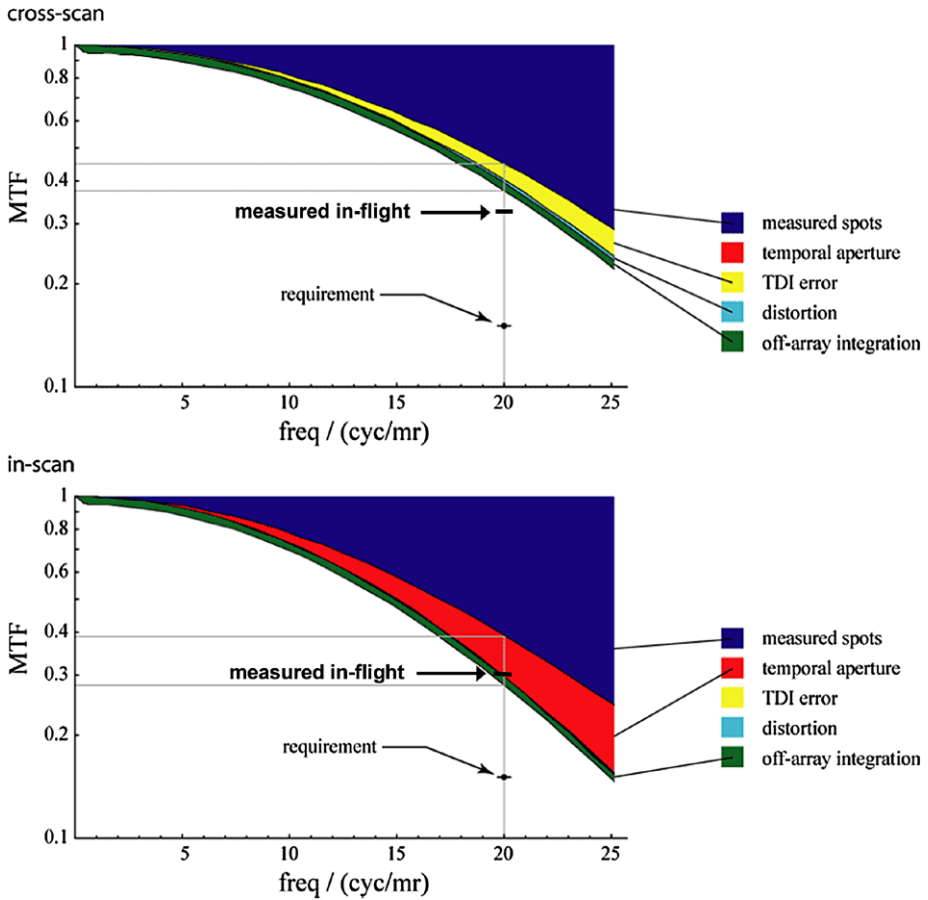 cross-scan
1
0.8
0.6
0.4
0.3
0.2
0.1
MTF
measured in-flight
requirement
5 10 15 20 25
freq / (cyc/mr)
measured spots
temporal aperture
TDI error
distortion
off-array integration
in-scan
1
0.8
0.6
0.4
0.3
0.2
0.1
MTF
measured in-flight
requirement
5 10 15 20 25
freq / (cyc/mr)
measured spots
temporal aperture
TDI error
distortion
off-array integration